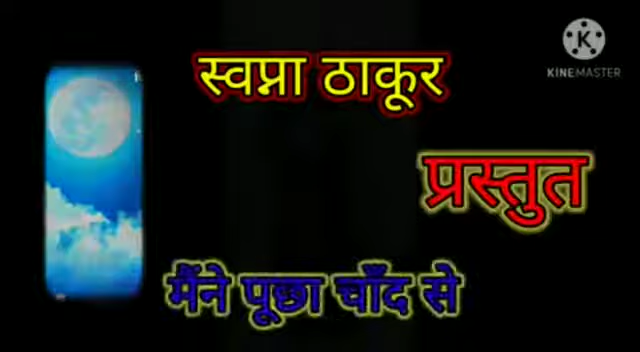 स्वप्ना ठाकूर
KINEMASTER
प्रस्तुत
मैंने पूछा चाँद से